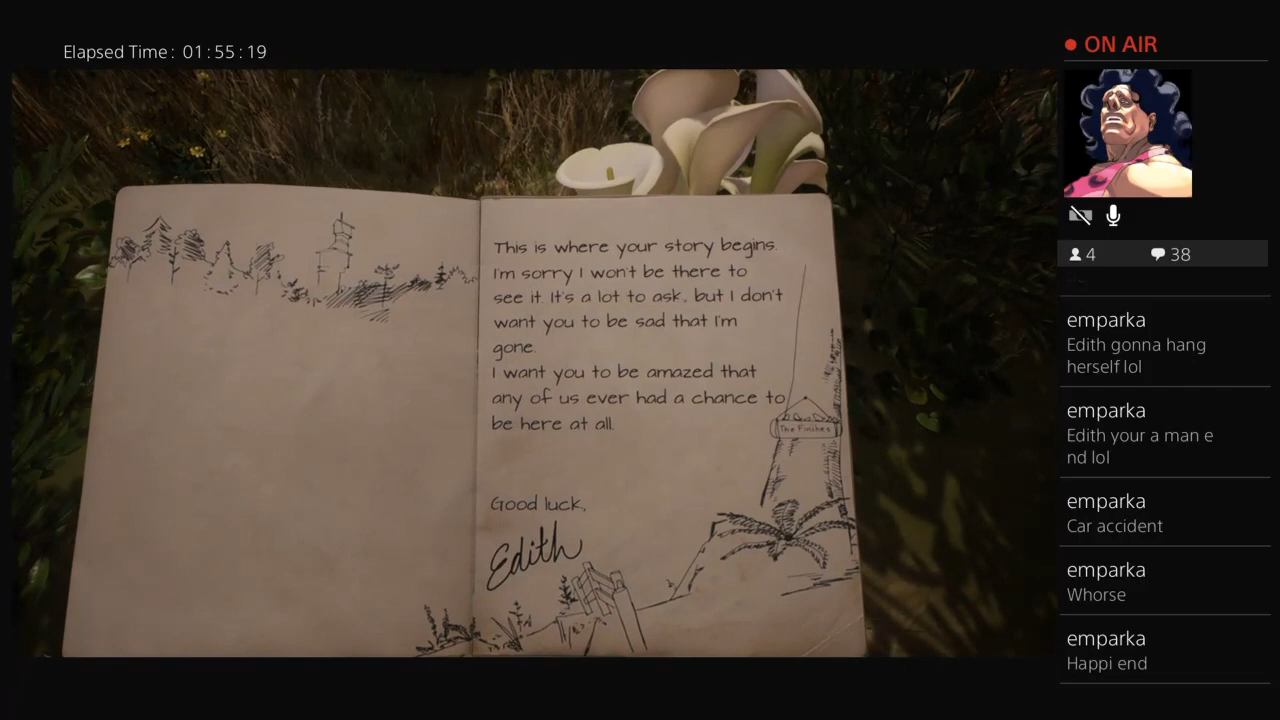 Elapsed Time: 01:55:19
ON AIR
4
38
emparka
Edith gonna hang
herself lol
emparka
Edith your a man e
nd lol
emparka
Car accident
emparka
Whorse
emparka
Happi end
This is where your story begins.
I'm sorry I won't be there to
see it. It's a lot to ask, but I don't
want you to be sad that I'm
gone.
I want you to be amazed that
any of us ever had a chance to
be here at all.
The Finches
Good luck,
Edith